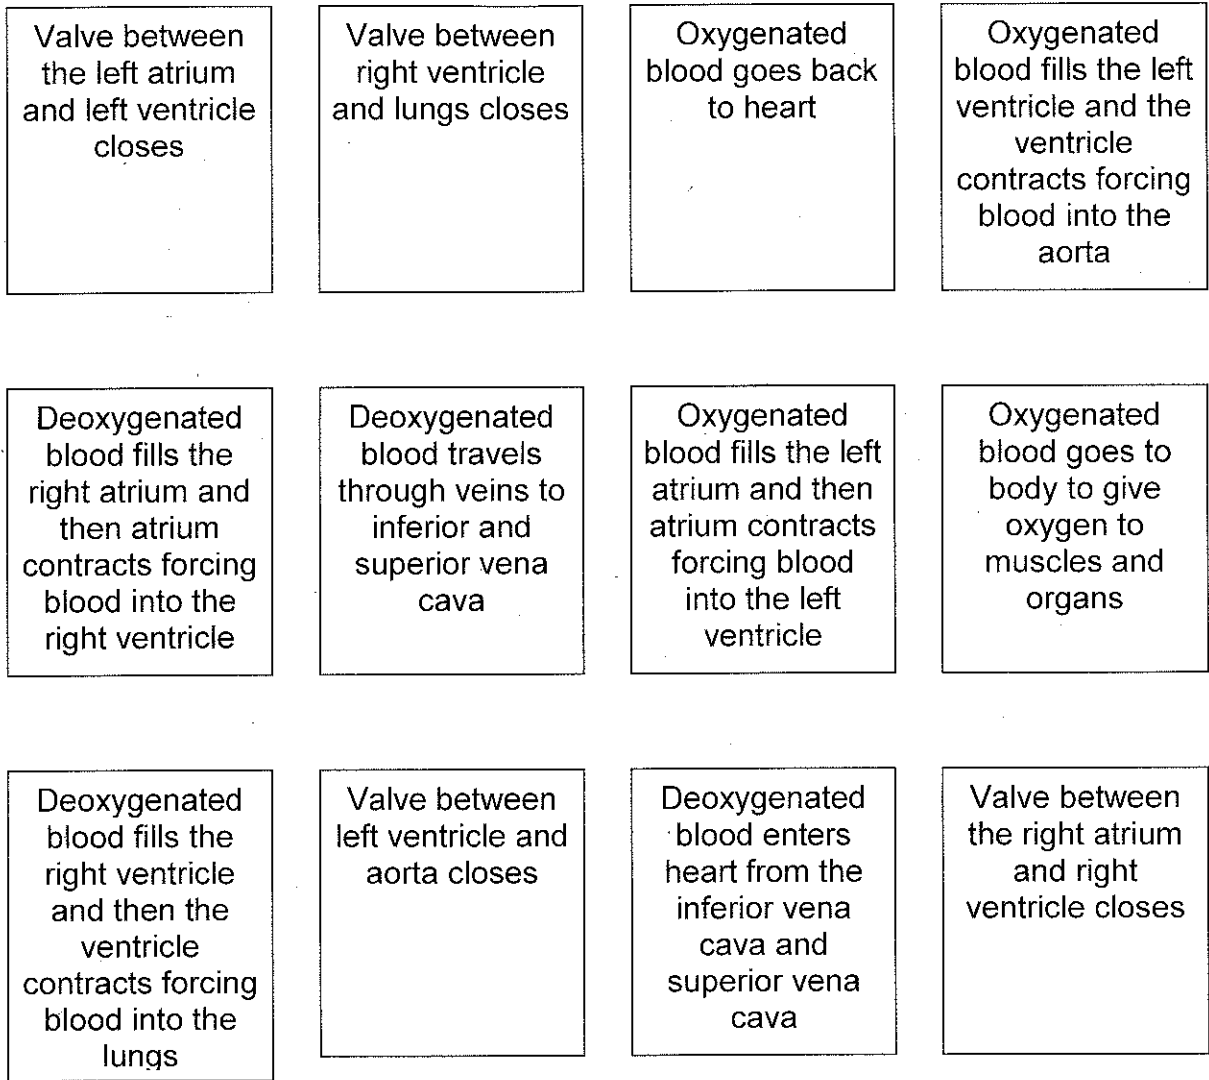 Valve between
the left atrium
and left ventricle
closes
Valve between
right ventricle
and lungs closes
Oxygenated
blood goes back
to heart
Oxygenated
blood fills the left
ventricle and the
ventricle
contracts forcing
blood into the
aorta
Deoxygenated
blood fills the
right atrium and
then atrium
contracts forcing
blood into the
right ventricle
Deoxygenated
blood travels
through veins to
inferior and
superior vena
cava
Oxygenated
blood fills the left
atrium and then
atrium contracts
forcing blood
into the left
ventricle
Oxygenated
blood goes to
body to give
oxygen to
muscles and
organs
Deoxygenated
blood fills the
right ventricle
and then the
ventricle
contracts forcing
blood into the
lungs
Valve between
left ventricle and
aorta closes
Deoxygenated
blood enters
heart from the
inferior vena
cava and
superior vena
cava
Valve between
the right atrium
and right
ventricle closes